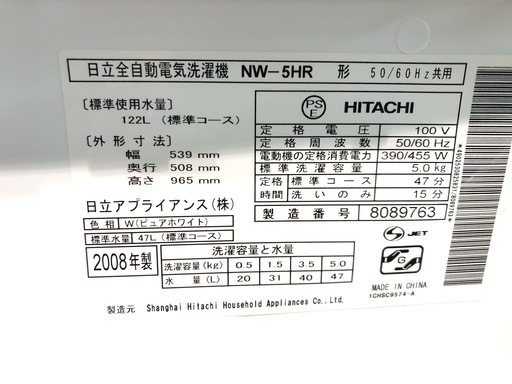 日立全自動電気洗濯機 NW-5HR 形 50/60Hz共用
[標準使用水量]
122L (標準コース)
[外形寸法]
幅 539 mm
奥行 508 mm
高さ 965 mm
日立アプライアンス(株)
色相 W(ピュアホワイト)
標準水量 47L (標準コース)
2008年製
PS
E
HITACHI
定格電圧 100 V
定格周波数 50/60 Hz
電動機の定格消費電力 390/455 W
標準洗濯容量 5.0 kg
定格 標準コース 47 分
時間 洗いのみ 15 分
製造番号 8089763
洗濯容量と水量
洗濯容量(kg) 0.5 1.5 3.5 5.0
水量(L) 20 31 40 47
S JET
G
MADE IN CHINA
1CHSC9574-A
製造元 Shanghai Hitachi Household Appliances Co., Ltd.